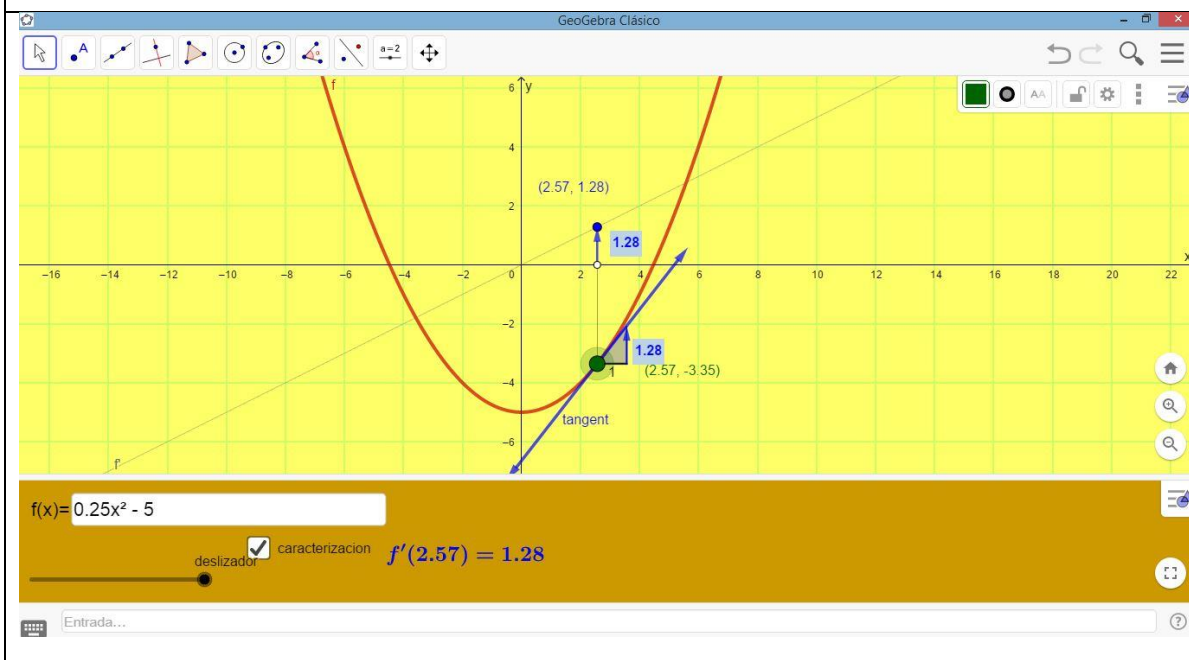 GeoGebra Clásico
A
a=2
AA
f
6
y
4
(2.57, 1.28)
2
1.28
x
−16 −14 −12 −10 −8 −6 −4 −2 0 2 4 6 8 10 12 14 16 18 20 22
−2
1.28
1
(2.57, -3.35)
−4
tangent
−6
f'
f(x)= 0.25x² - 5
caracterizacion
f′(2.57) = 1.28
deslizador
Entrada...
?